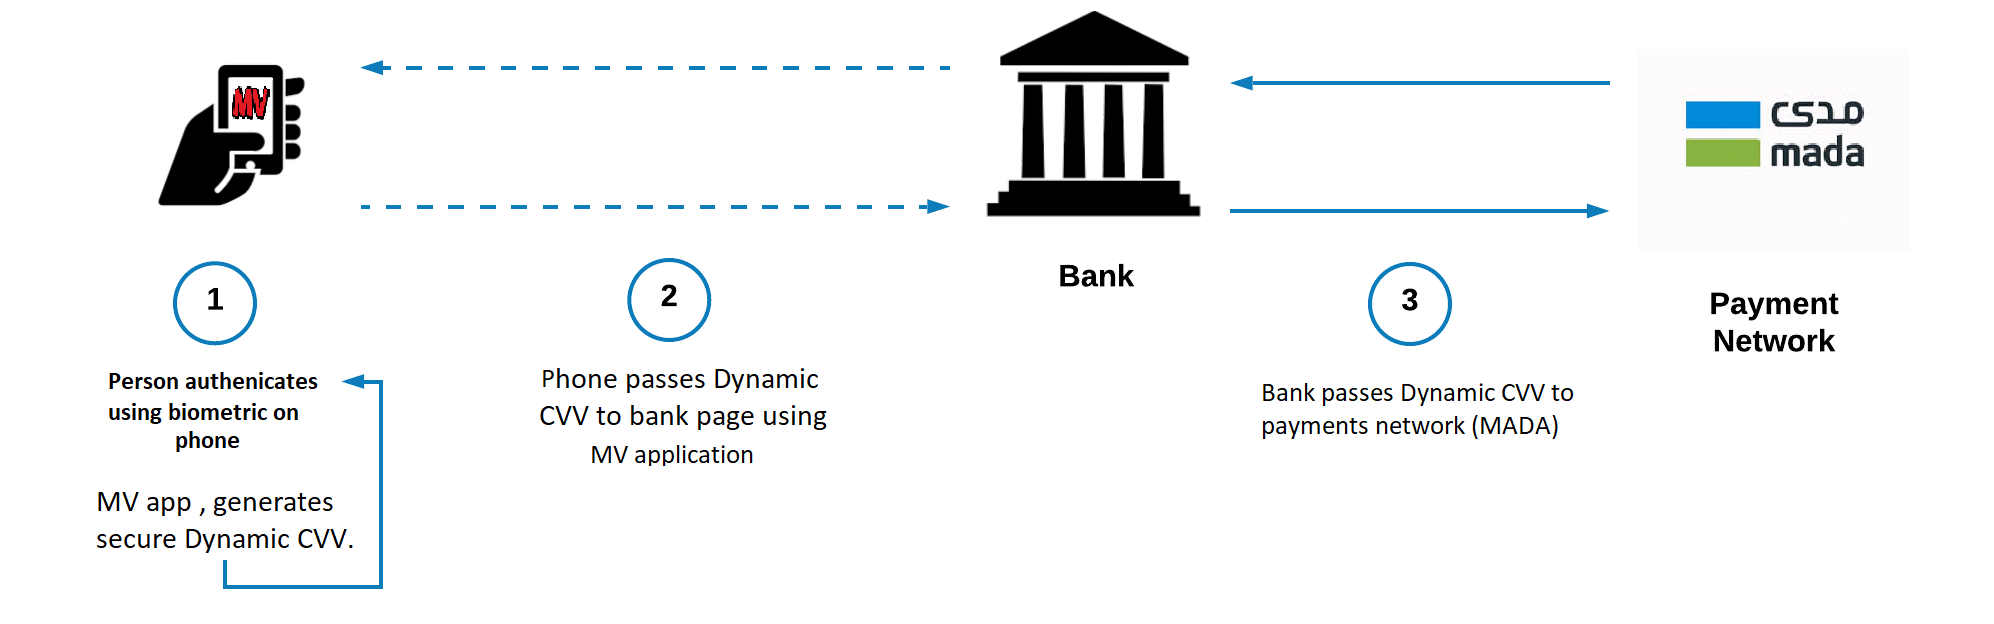 MV
مدى
mada
Bank
Payment
Network
1
Person authenicates
using biometric on
phone
MV app , generates
secure Dynamic CVV.
2
Phone passes Dynamic
CVV to bank page using
MV application
3
Bank passes Dynamic CVV to
payments network (MADA)